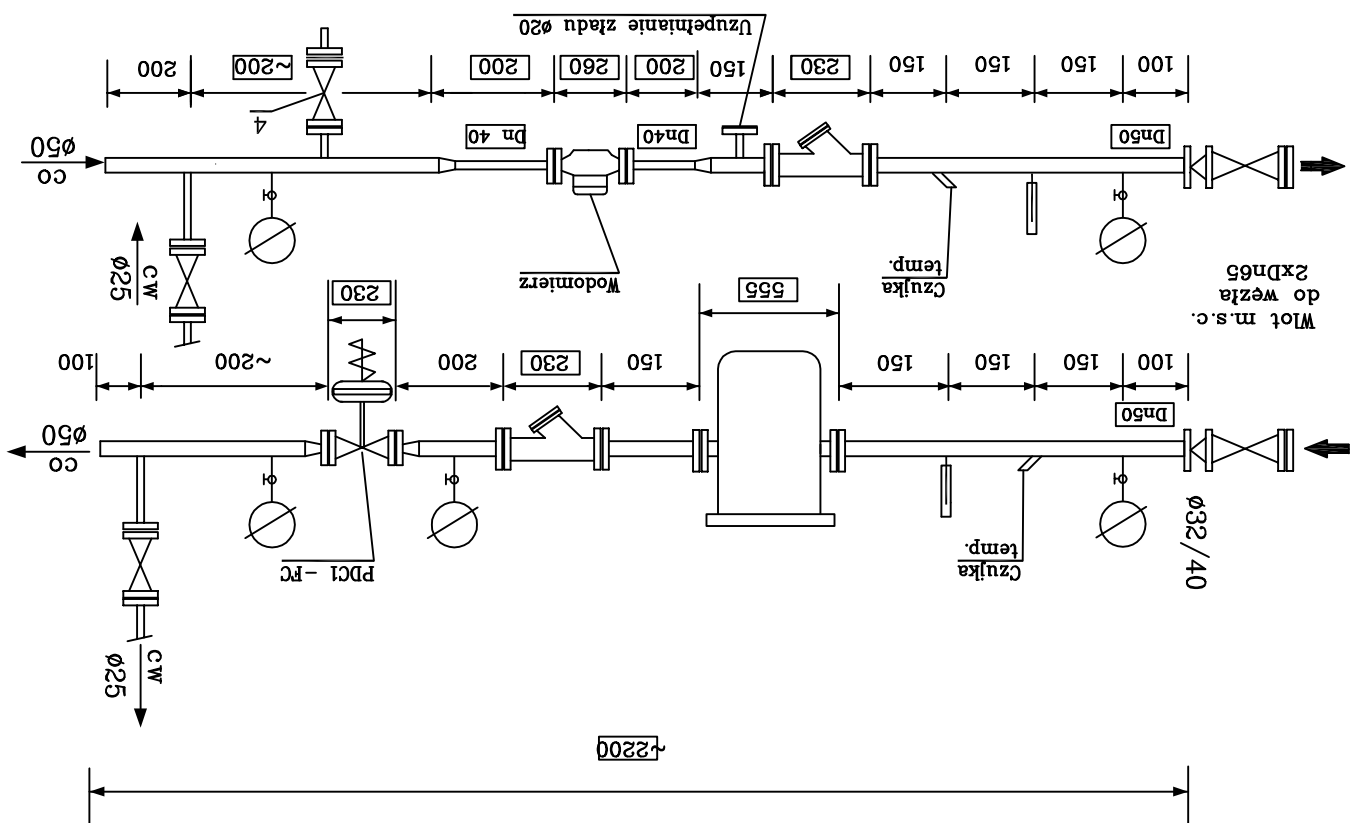 ~2200
cw
ø25
Czujka
temp.
PDC1 -FC
ø32/40
co
ø50
Dn50
100
150
150
150
150
230
200
~200
100
555
230
Wlot m.s.c.
do węzła
2xDn65
Czujka
temp.
Wodomierz
cw
ø25
co
ø50
Dn50
Dn40
Dn 40
4
100
150
150
150
230
150
200
260
200
~200
200
Uzupełnianie zładu ø20